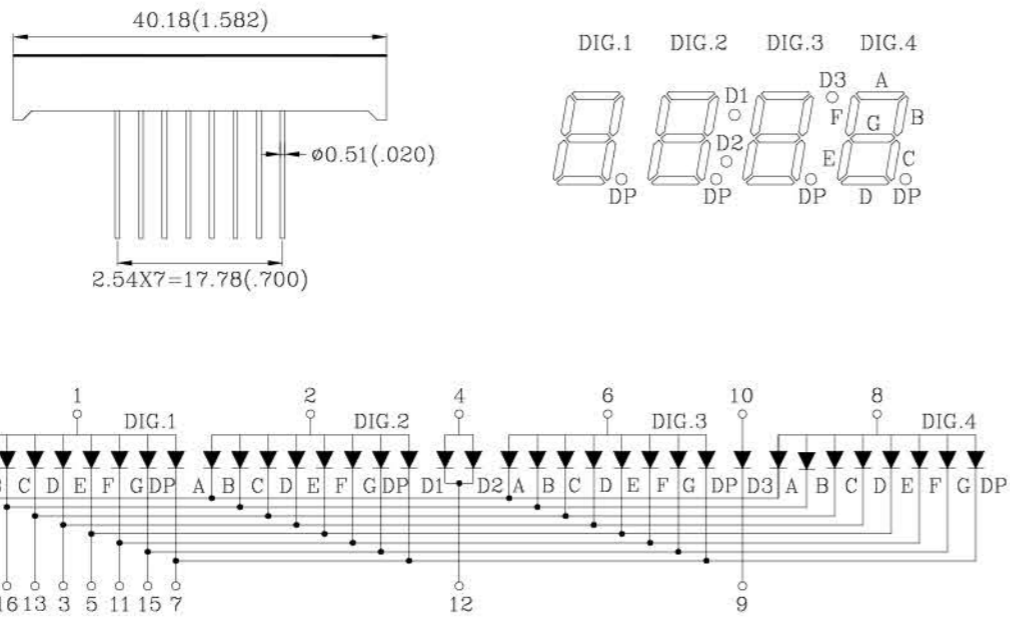 40.18(1.582)
ø0.51(.020)
2.54X7=17.78(.700)
DIG.1 DIG.2 DIG.3 DIG.4
D3 A
D1
F G B
D2
E C
DP DP DP D DP
1 2 4 6 10 8
DIG.1 DIG.2 DIG.3 DIG.4
C D E F G DP A B C D E F G DP D1 D2 A B C D E F G DP D3 A B C D E F G DP
16 13 3 5 11 15 7 12 9